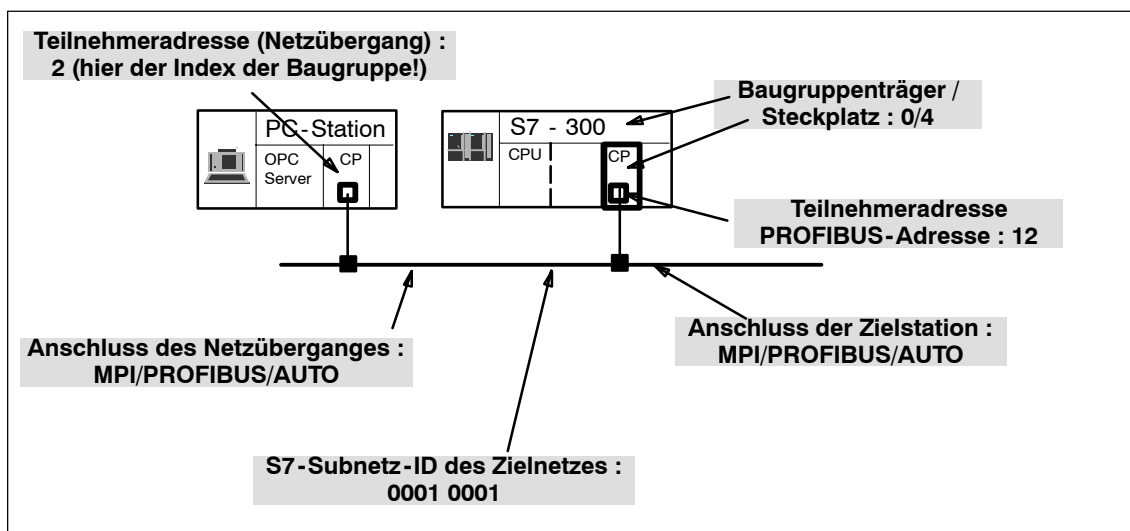 Teilnehmeradresse (Netzübergang) :
2 (hier der Index der Baugruppe!)
Baugruppenträger /
Steckplatz : 0/4
PC-Station
OPC
Server
CP
S7 - 300
CPU
CP
Teilnehmeradresse
PROFIBUS-Adresse : 12
Anschluss des Netzüberganges :
MPI/PROFIBUS/AUTO
Anschluss der Zielstation :
MPI/PROFIBUS/AUTO
S7-Subnetz-ID des Zielnetzes :
0001 0001